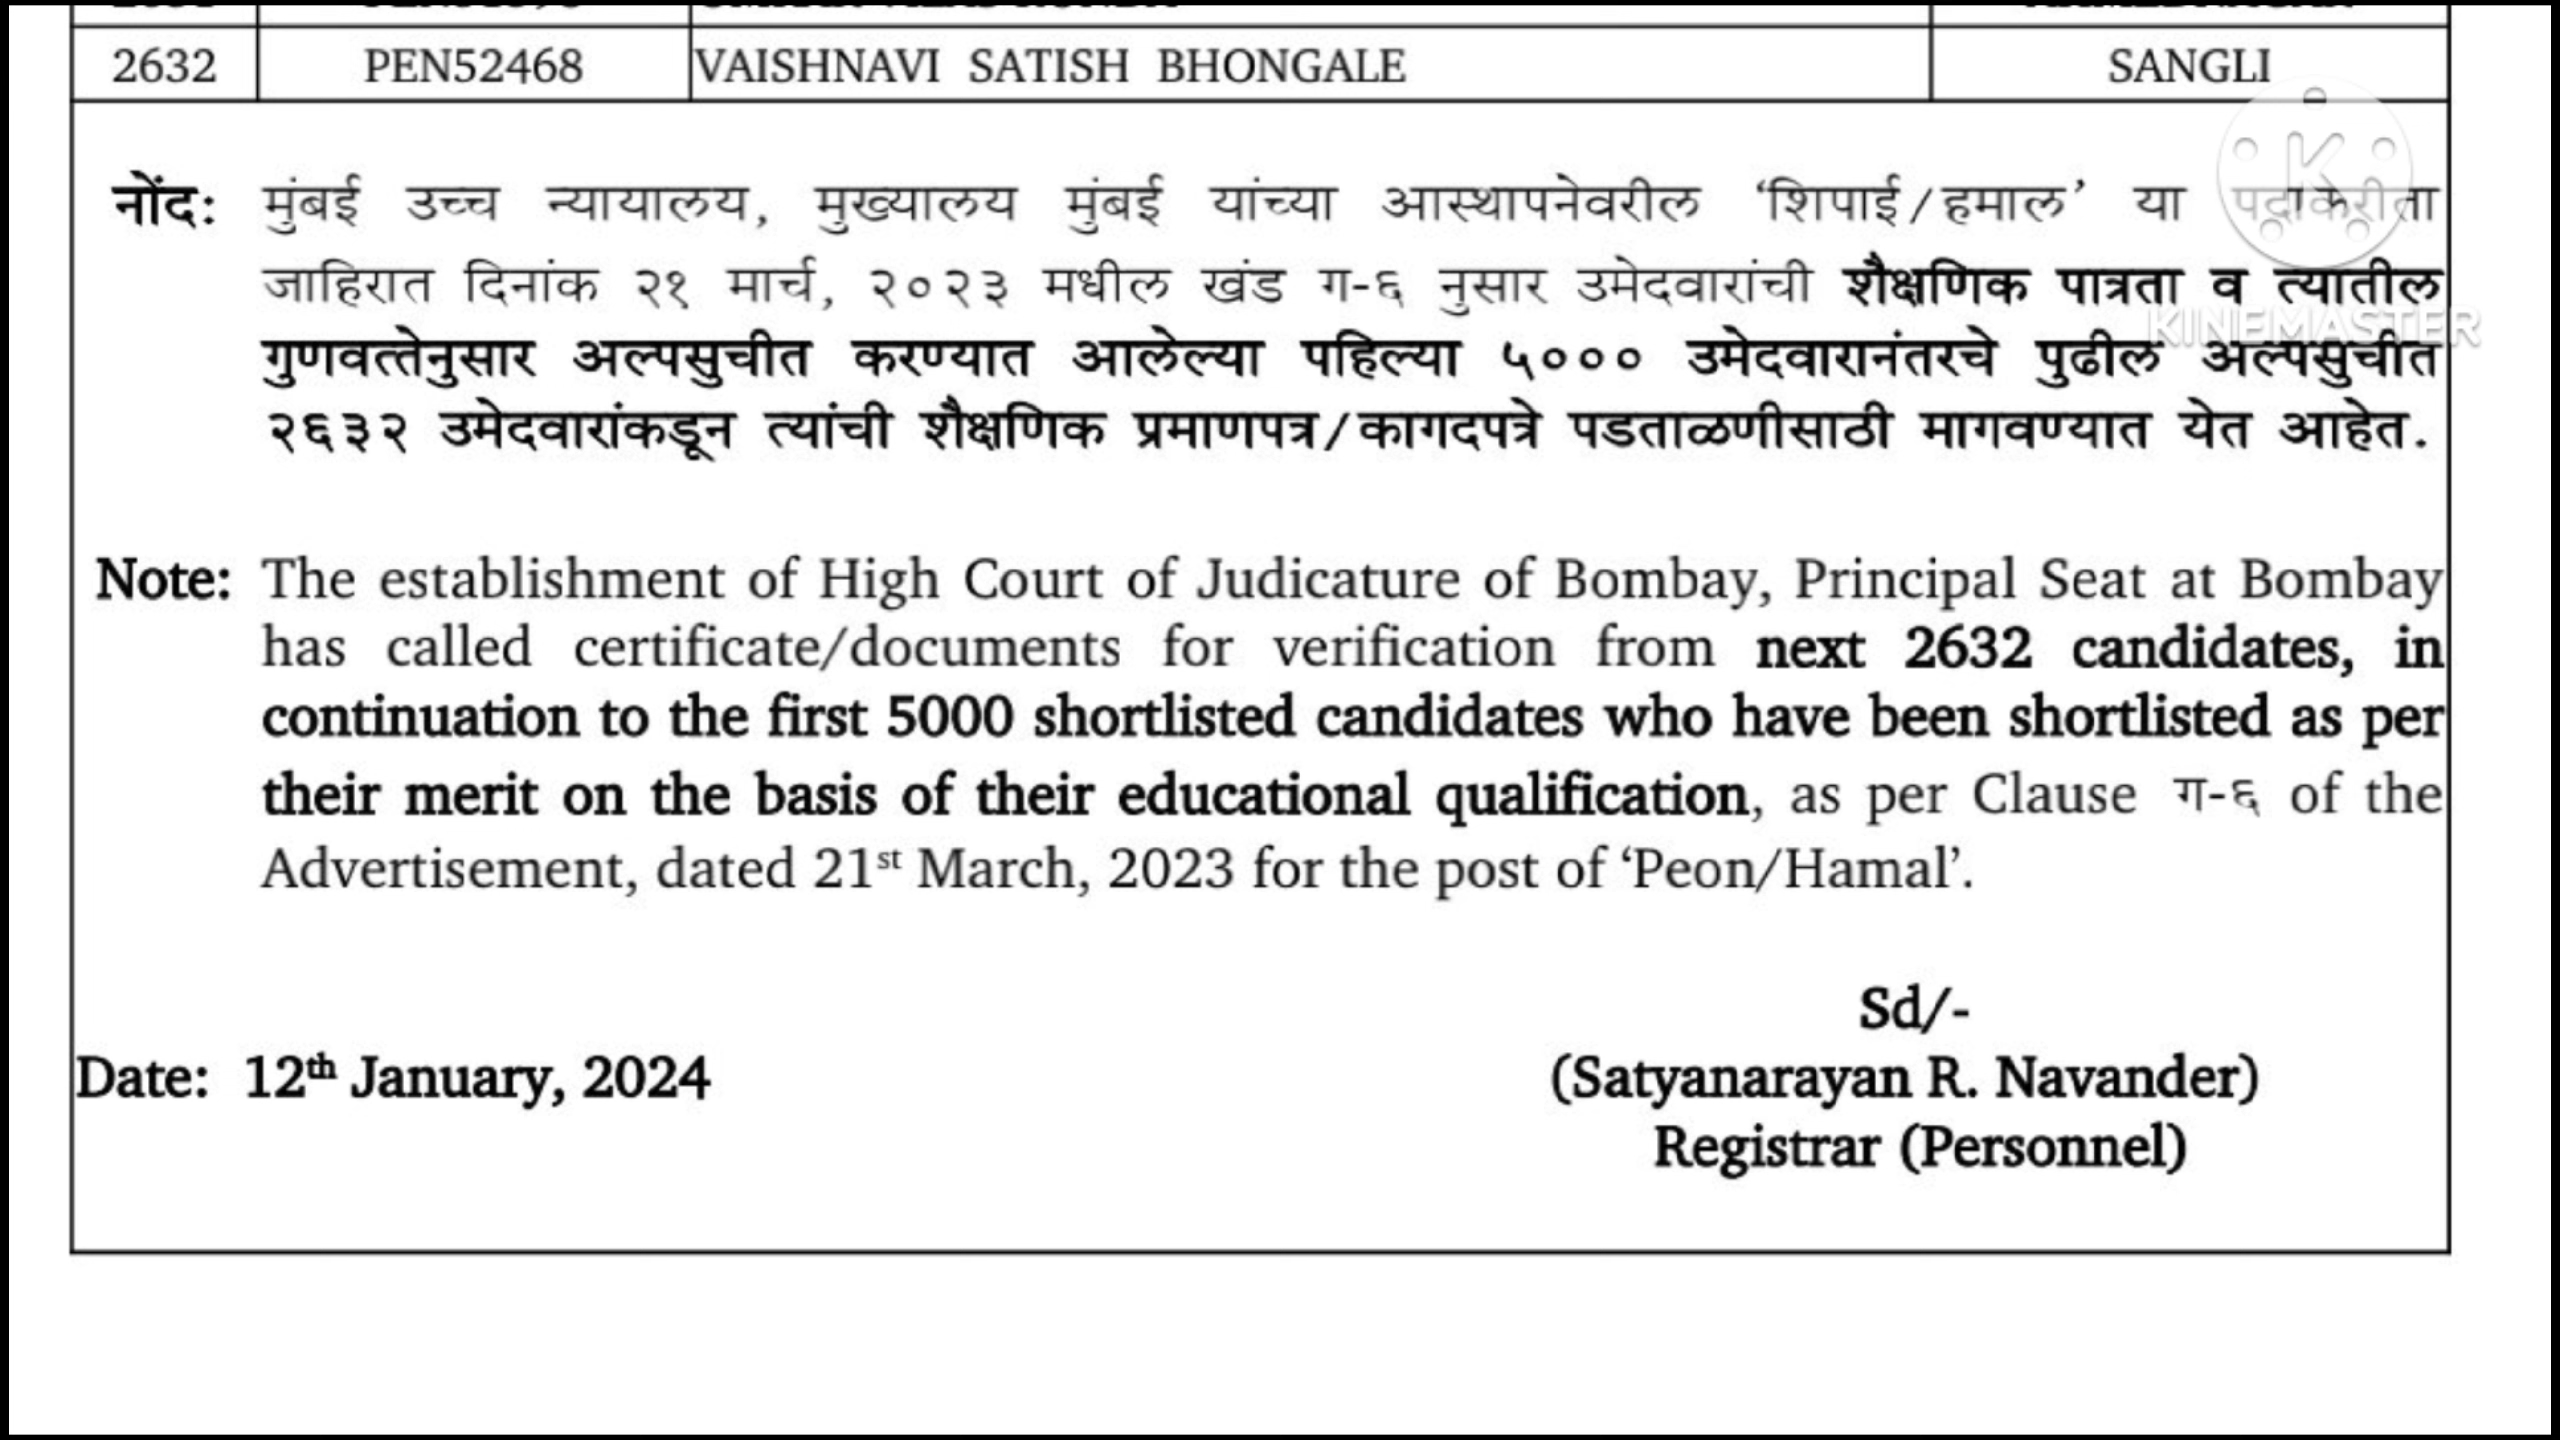 2632 PEN52468 VAISHNAVI SATISH BHONGALE SANGLI
नोंद: मुंबई उच्च न्यायालय, मुख्यालय मुंबई यांच्या आस्थापनेवरील ‘शिपाई/हमाल’ या पदाकरीता
जाहिरात दिनांक २१ मार्च, २०२३ मधील खंड ग-६ नुसार उमेदवारांची शैक्षणिक पात्रता व त्यातील
गुणवत्तेनुसार अल्पसुचीत करण्यात आलेल्या पहिल्या ५००० उमेदवारानंतरचे पुढील अल्पसुचीत
२६३२ उमेदवारांकडून त्यांची शैक्षणिक प्रमाणपत्र/कागदपत्रे पडताळणीसाठी मागवण्यात येत आहेत.
Note: The establishment of High Court of Judicature of Bombay, Principal Seat at Bombay
has called certificate/documents for verification from next 2632 candidates, in
continuation to the first 5000 shortlisted candidates who have been shortlisted as per
their merit on the basis of their educational qualification, as per Clause ग-६ of the
Advertisement, dated 21st March, 2023 for the post of ‘Peon/Hamal’.
Sd/-
Date: 12th January, 2024 (Satyanarayan R. Navander)
Registrar (Personnel)
K
KINEMASTER